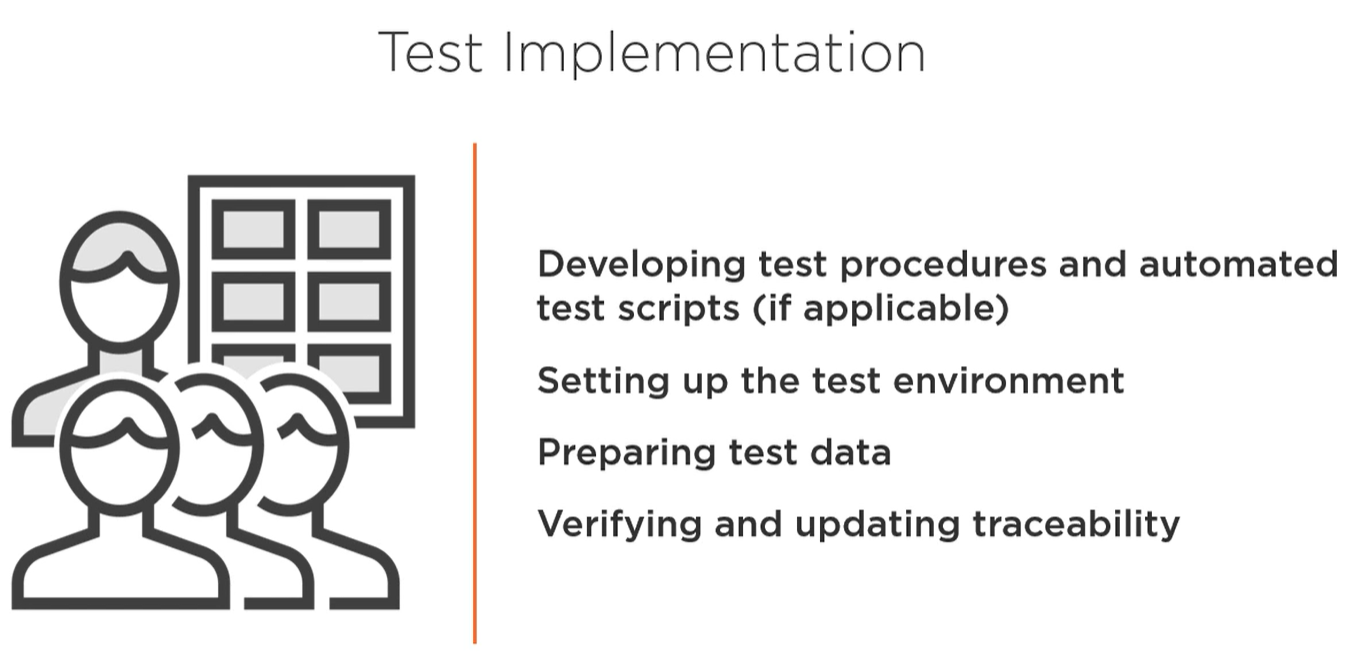 Test Implementation
Developing test procedures and automated
test scripts (if applicable)
Setting up the test environment
Preparing test data
Verifying and updating traceability